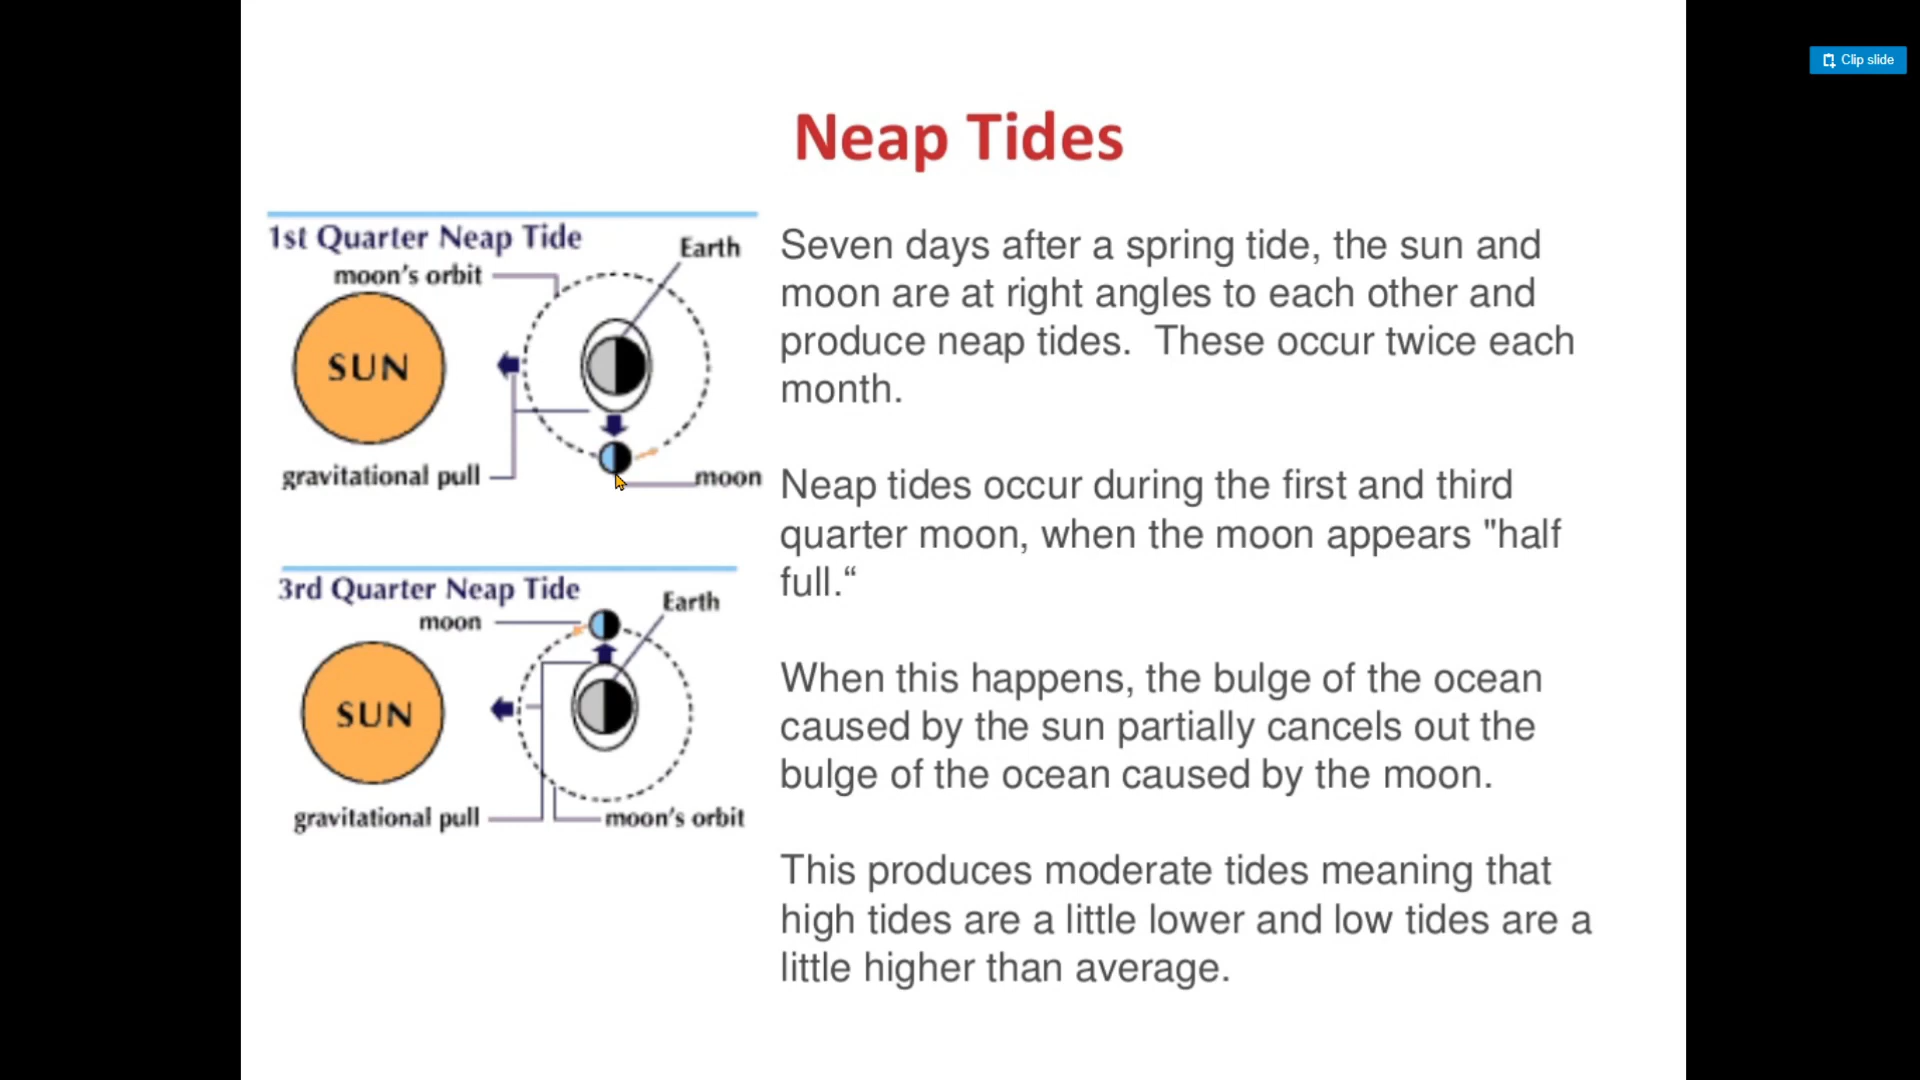 Clip slide
Neap Tides
1st Quarter Neap Tide
Earth
moon's orbit
SUN
gravitational pull
moon
3rd Quarter Neap Tide
Earth
moon
SUN
gravitational pull
moon's orbit
Seven days after a spring tide, the sun and
moon are at right angles to each other and
produce neap tides.  These occur twice each
month.
Neap tides occur during the first and third
quarter moon, when the moon appears "half
full.“
When this happens, the bulge of the ocean
caused by the sun partially cancels out the
bulge of the ocean caused by the moon.
This produces moderate tides meaning that
high tides are a little lower and low tides are a
little higher than average.